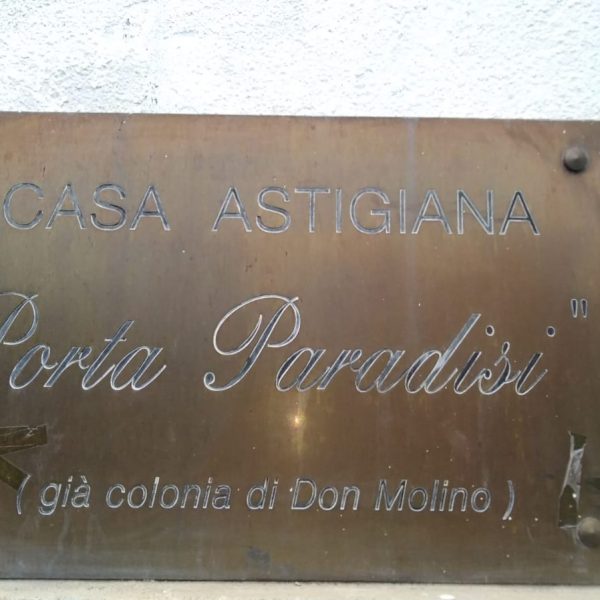 CASA ASTIGIANA
Porta Paradisi"
(già colonia di Don Molino)